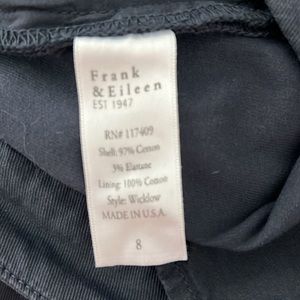 Frank
& Eileen
EST 1947
RN# 117409
Shell: 97% Cotton
3% Elastane
Lining: 100% Cotton
Style: Wicklow
MADE IN U.S.A.
8